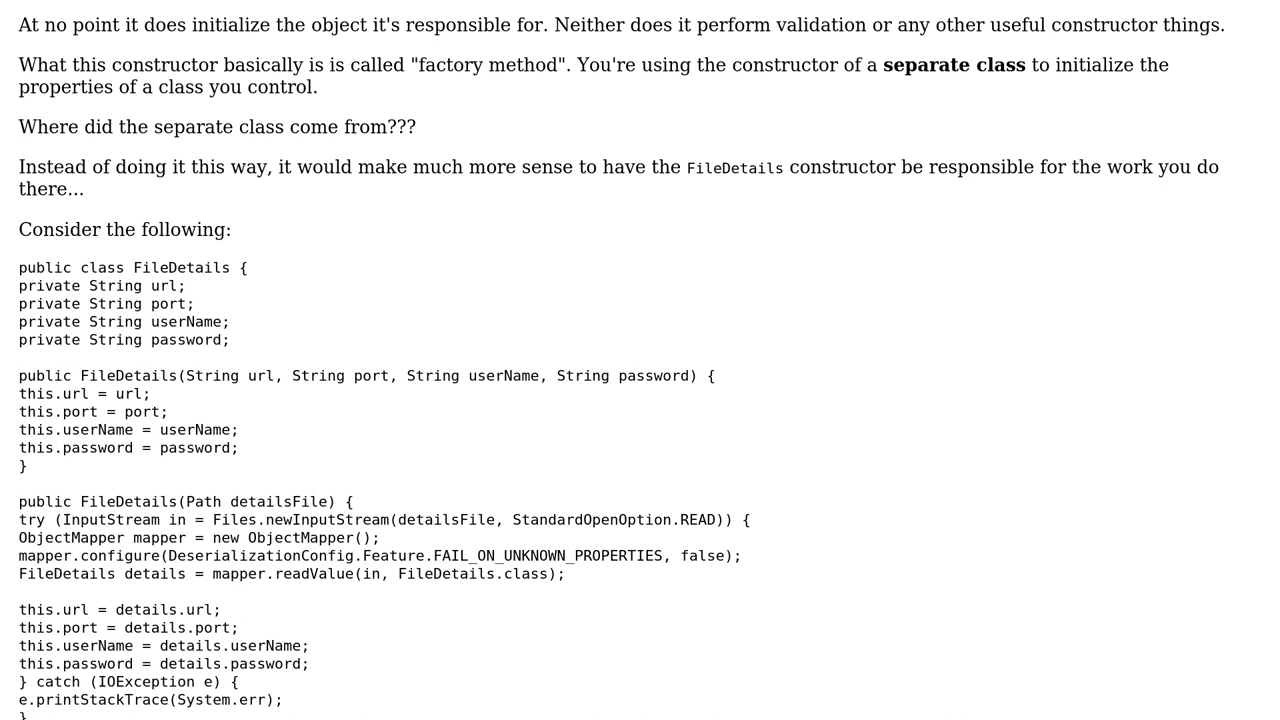 At no point it does initialize the object it's responsible for. Neither does it perform validation or any other useful constructor things.
What this constructor basically is is called "factory method". You're using the constructor of a separate class to initialize the
properties of a class you control.
Where did the separate class come from???
Instead of doing it this way, it would make much more sense to have the FileDetails constructor be responsible for the work you do
there...
Consider the following:
public class FileDetails {
private String url;
private String port;
private String userName;
private String password;
public FileDetails(String url, String port, String userName, String password) {
this.url = url;
this.port = port;
this.userName = userName;
this.password = password;
}
public FileDetails(Path detailsFile) {
try (InputStream in = Files.newInputStream(detailsFile, StandardOpenOption.READ)) {
ObjectMapper mapper = new ObjectMapper();
mapper.configure(DeserializationConfig.Feature.FAIL_ON_UNKNOWN_PROPERTIES, false);
FileDetails details = mapper.readValue(in, FileDetails.class);
this.url = details.url;
this.port = details.port;
this.userName = details.userName;
this.password = details.password;
} catch (IOException e) {
e.printStackTrace(System.err);
}